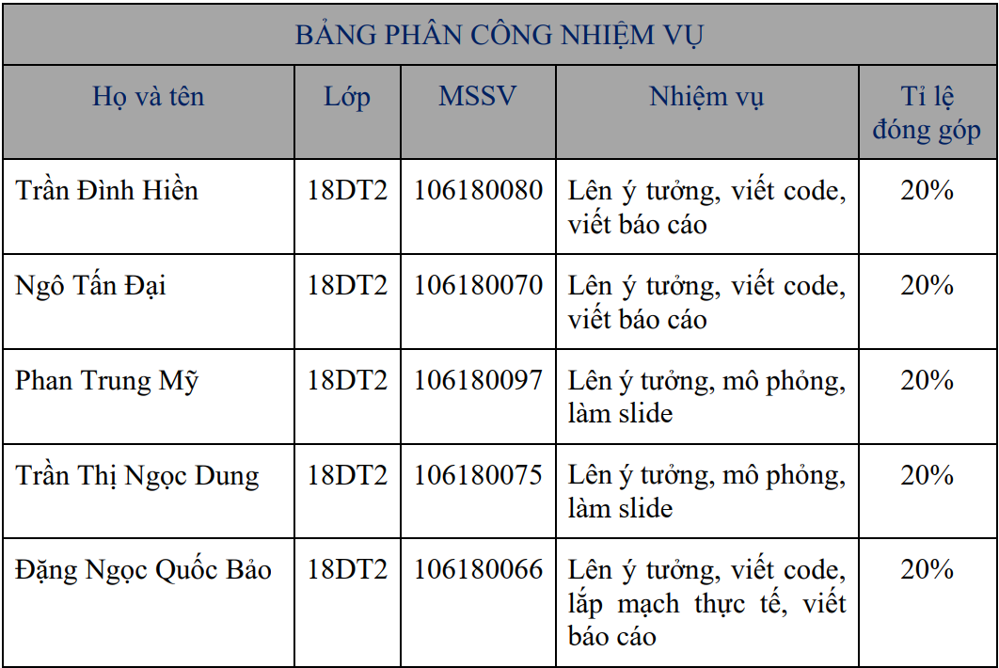 BẢNG PHÂN CÔNG NHIỆM VỤ
Họ và tên Lớp MSSV Nhiệm vụ Tỉ lệ
đóng góp
Trần Đình Hiền 18DT2 106180080 Lên ý tưởng, viết code, 20%
viết báo cáo
Ngô Tấn Đại 18DT2 106180070 Lên ý tưởng, viết code, 20%
viết báo cáo
Phan Trung Mỹ 18DT2 106180097 Lên ý tưởng, mô phỏng, 20%
làm slide
Trần Thị Ngọc Dung 18DT2 106180075 Lên ý tưởng, mô phỏng, 20%
làm slide
Đặng Ngọc Quốc Bảo 18DT2 106180066 Lên ý tưởng, viết code, 20%
lắp mạch thực tế, viết
báo cáo